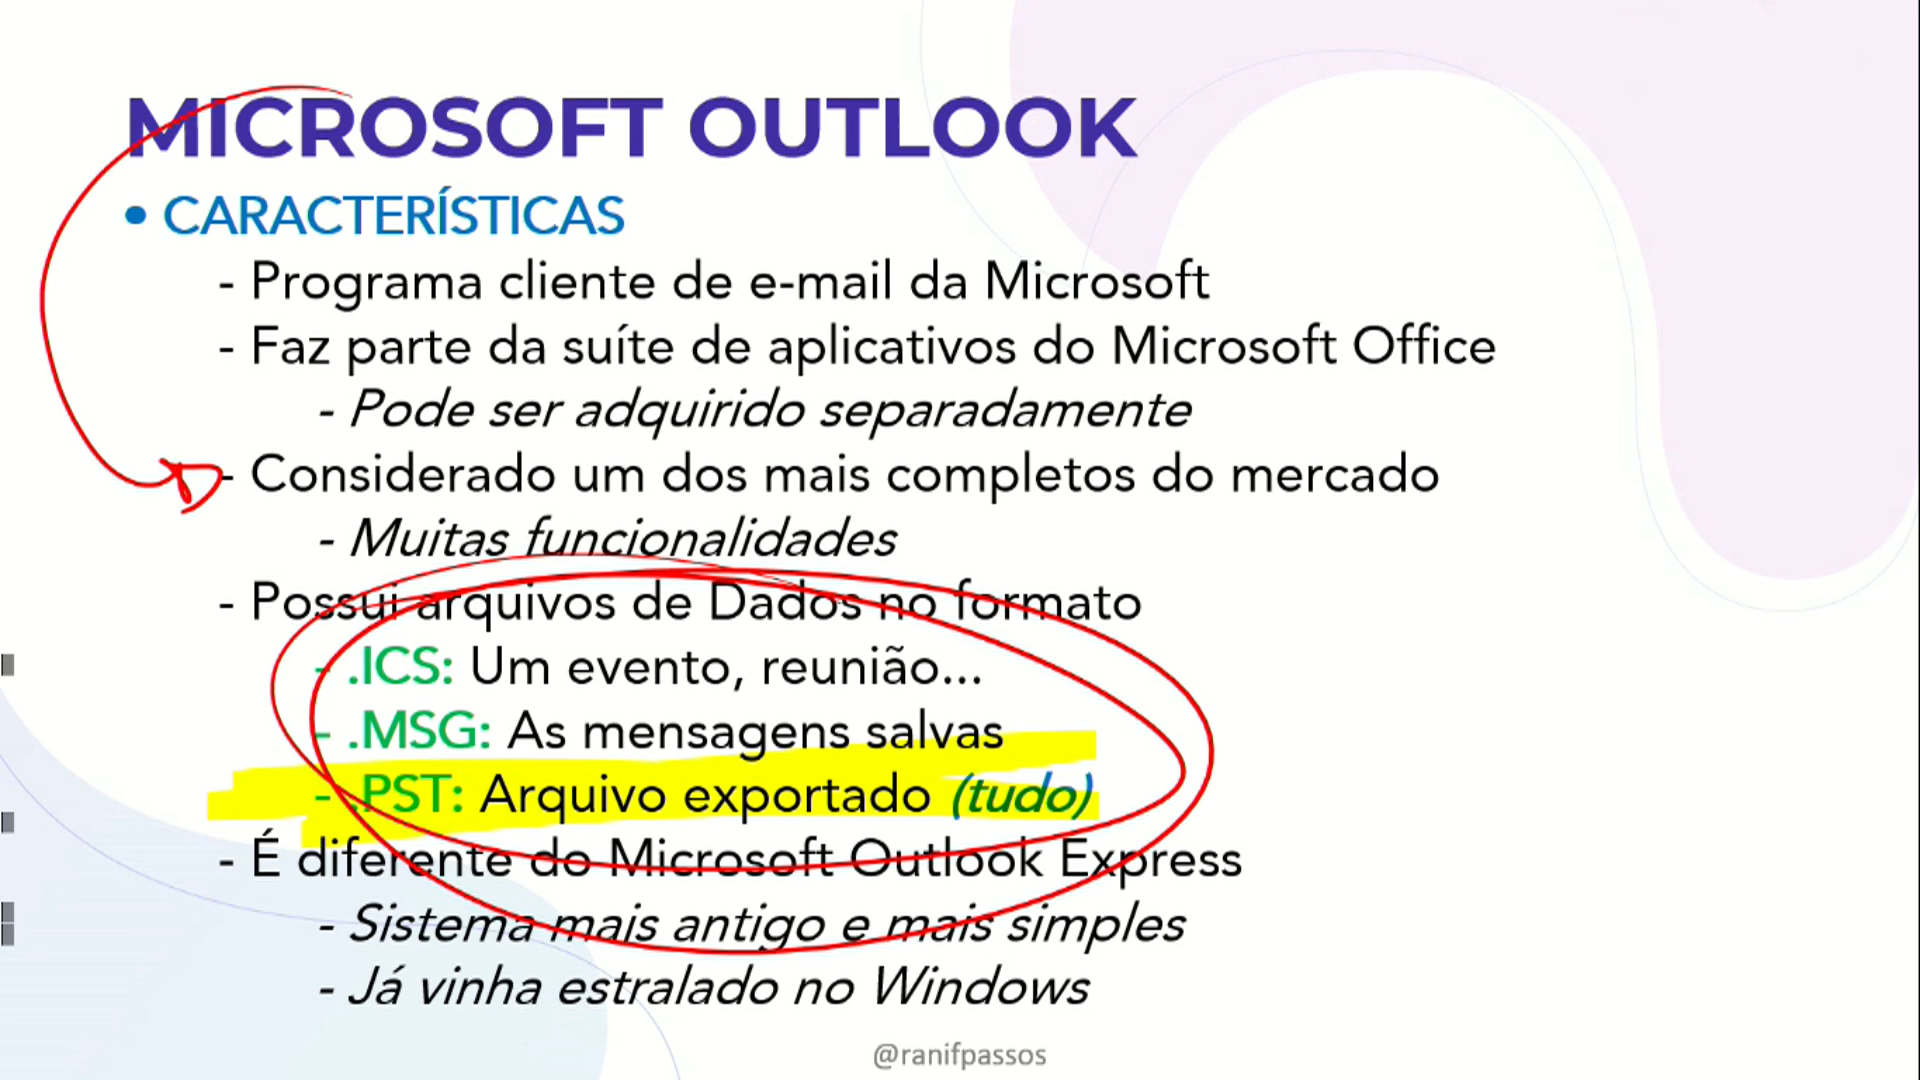 MICROSOFT OUTLOOK
• CARACTERÍSTICAS
- Programa cliente de e-mail da Microsoft
- Faz parte da suíte de aplicativos do Microsoft Office
- Pode ser adquirido separadamente
- Considerado um dos mais completos do mercado
- Muitas funcionalidades
- Possui arquivos de Dados no formato
- .ICS: Um evento, reunião...
- .MSG: As mensagens salvas
- .PST: Arquivo exportado (tudo)
- É diferente do Microsoft Outlook Express
- Sistema mais antigo e mais simples
- Já vinha estralado no Windows
@ranifpassos